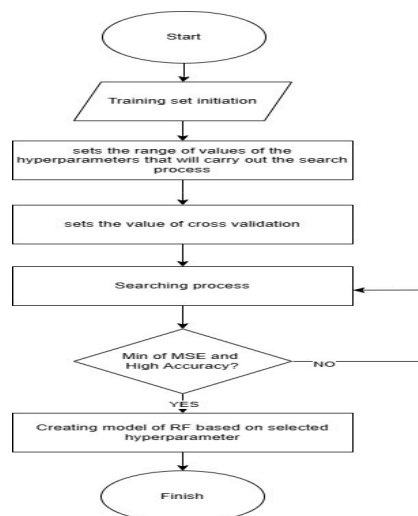 Start
Training set initiation
sets the range of values of the
hyperparameters that will carry out the search
process
sets the value of cross validation
Searching process
Min of MSE and
High Accuracy?
NO
YES
Creating model of RF based on selected
hyperparameter
Finish